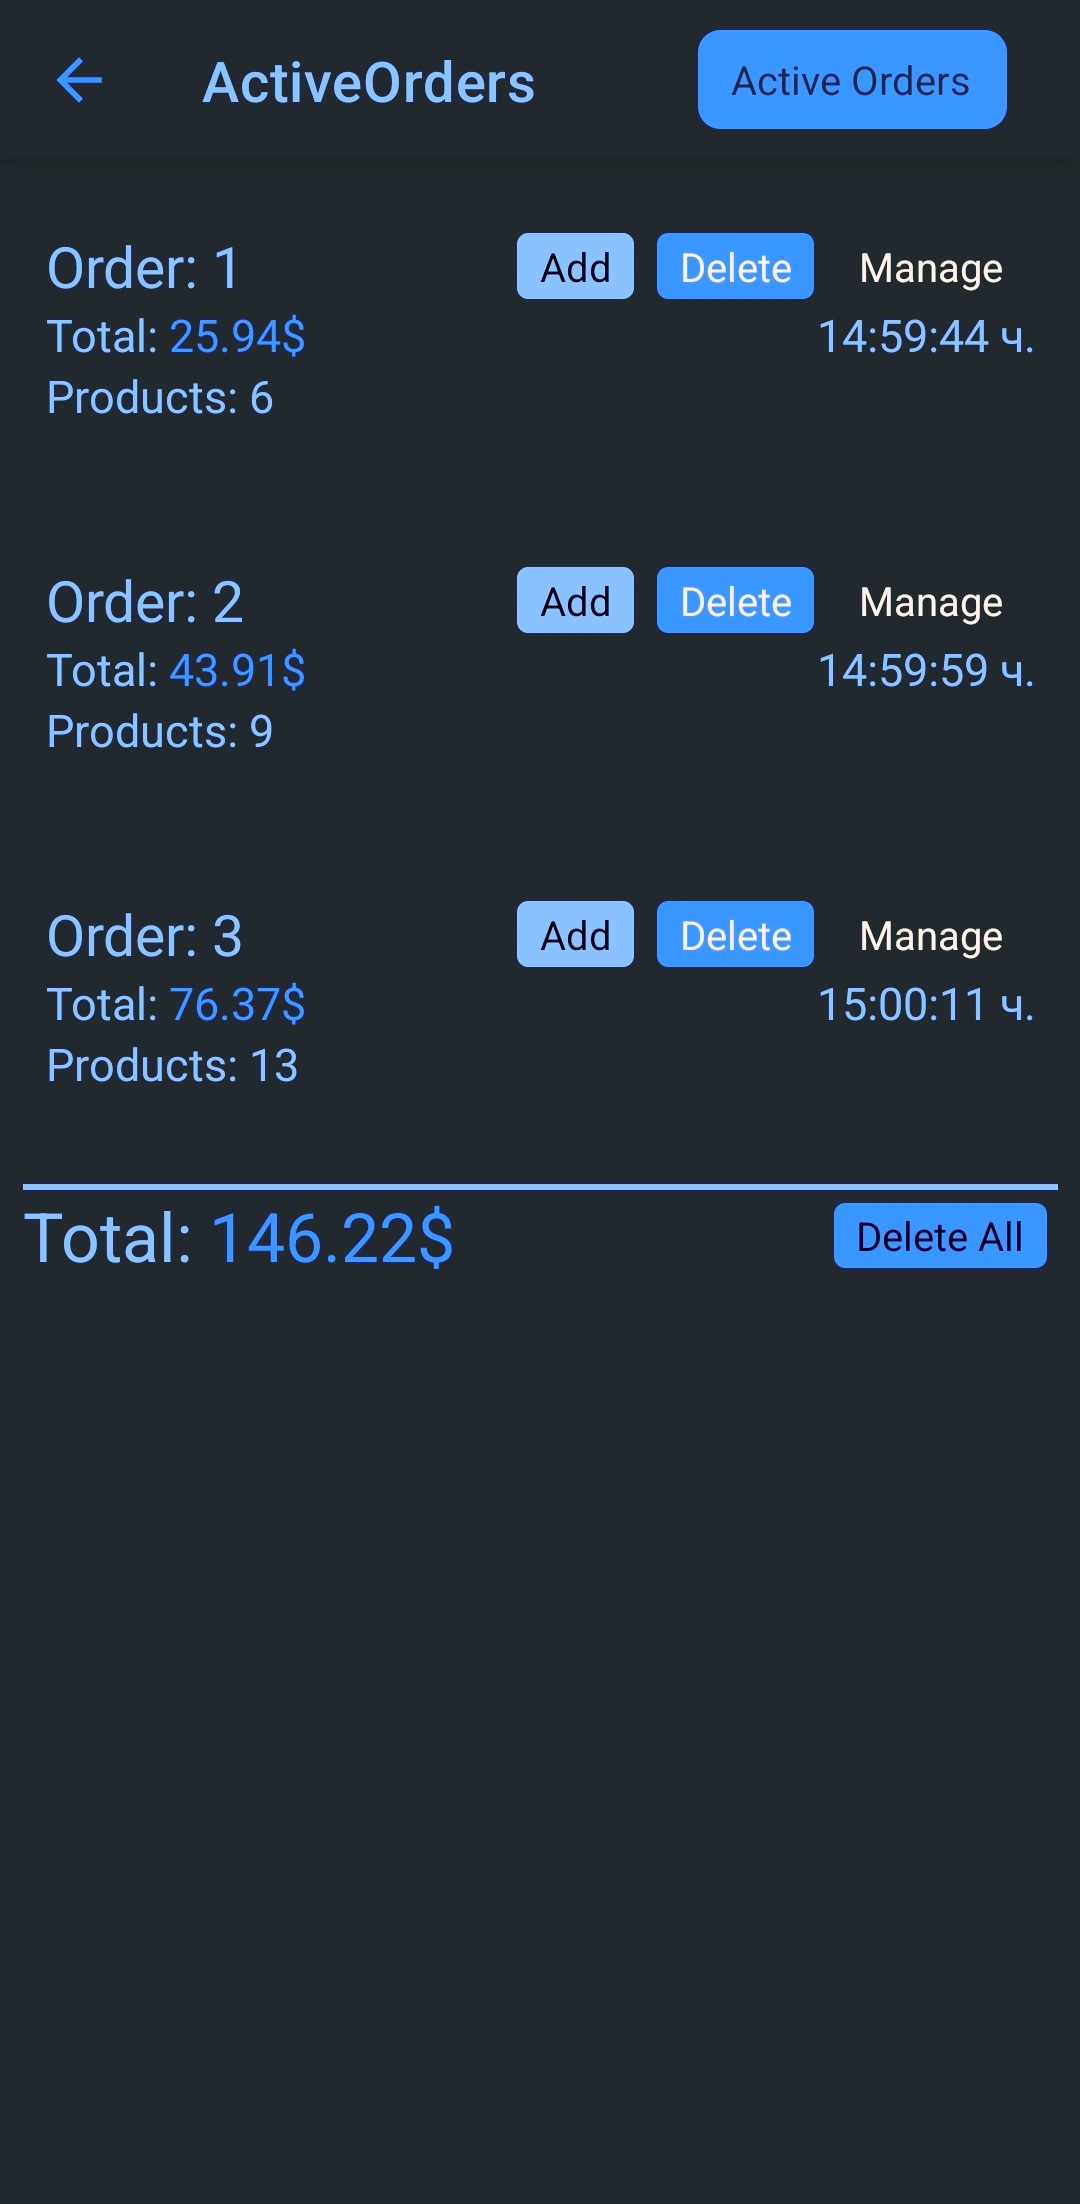 ActiveOrders Active Orders
Order: 1 Add Delete Manage
Total: 25.94$ 14:59:44 ч.
Products: 6
Order: 2 Add Delete Manage
Total: 43.91$ 14:59:59 ч.
Products: 9
Order: 3 Add Delete Manage
Total: 76.37$ 15:00:11 ч.
Products: 13
Total: 146.22$ Delete All